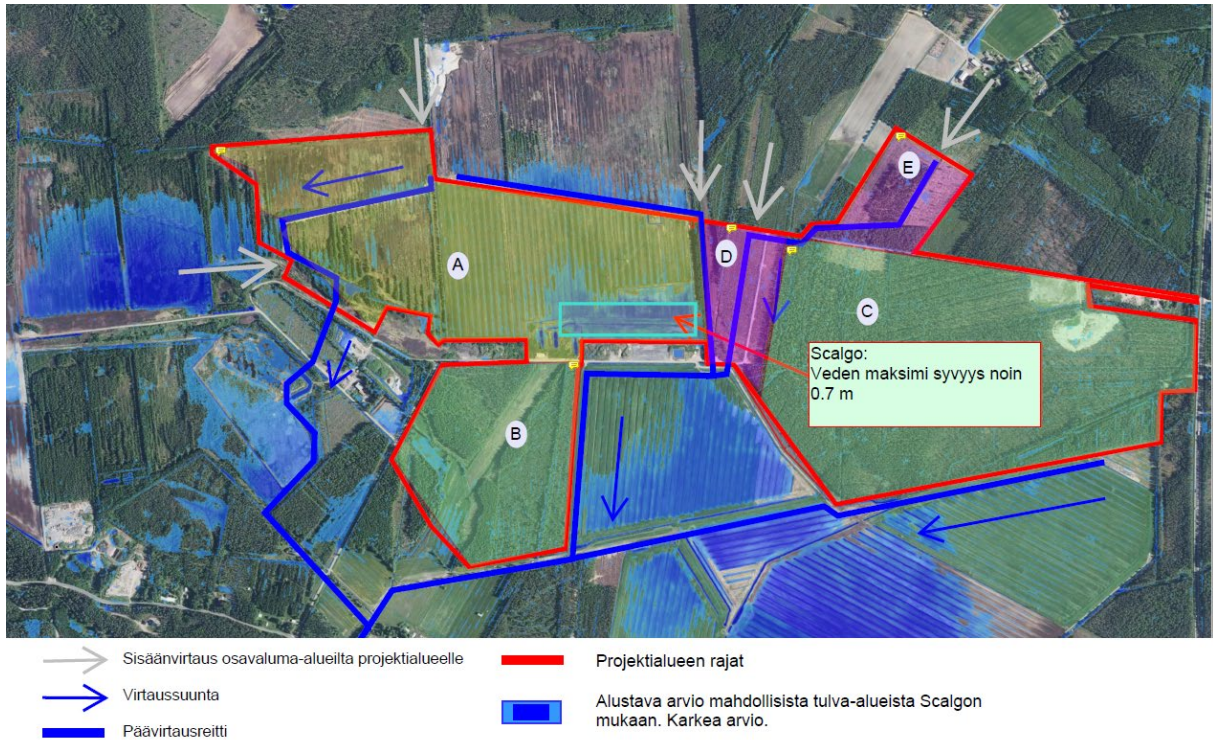 E
D
A
C
Scalgo:
Veden maksimi syvyys noin
0.7 m
B
Sisäänvirtaus osavaluma-alueilta projektialueelle
Projektialueen rajat
Virtaussuunta
Alustava arvio mahdollisista tulva-alueista Scalgon
mukaan. Karkea arvio.
Päävirtausreitti